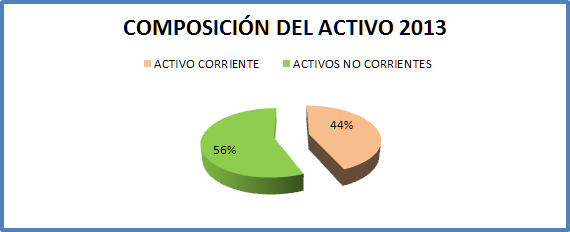 COMPOSICIÓN DEL ACTIVO 2013
ACTIVO CORRIENTE ACTIVOS NO CORRIENTES
44%
56%